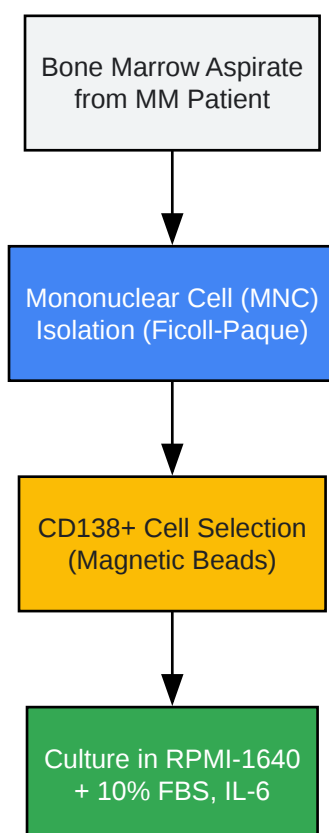 Bone Marrow Aspirate
from MM Patient
Mononuclear Cell (MNC)
Isolation (Ficoll-Paque)
CD138+ Cell Selection
(Magnetic Beads)
Culture in RPMI-1640
+ 10% FBS, IL-6